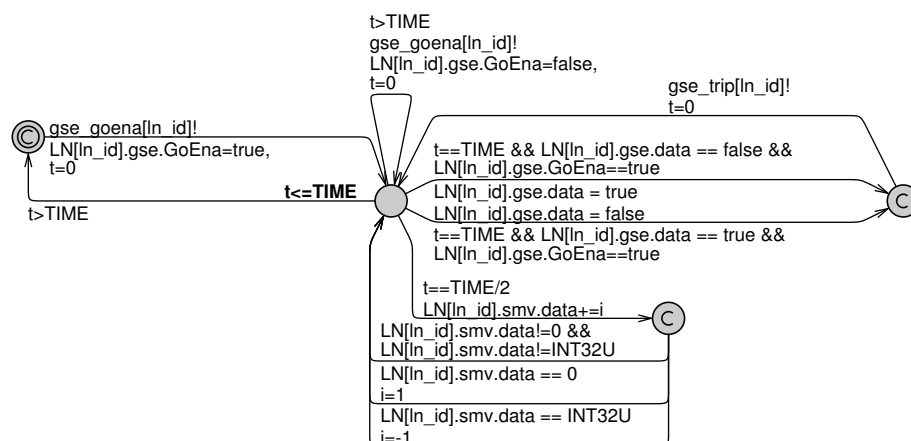 t>TIME
gse_goena[ln_id]!
LN[ln_id].gse.GoEna=false,
t=0
gse_trip[ln_id]!
t=0
C
gse_goena[ln_id]!
LN[ln_id].gse.GoEna=true,
t=0
t>TIME
t<=TIME
t==TIME && LN[ln_id].gse.data == false &&
LN[ln_id].gse.GoEna==true
LN[ln_id].gse.data = true
LN[ln_id].gse.data = false
t==TIME && LN[ln_id].gse.data == true &&
LN[ln_id].gse.GoEna==true
C
t==TIME/2
LN[ln_id].smv.data+=i
C
LN[ln_id].smv.data!=0 &&
LN[ln_id].smv.data!=INT32U
LN[ln_id].smv.data == 0
i=1
LN[ln_id].smv.data == INT32U
i=-1